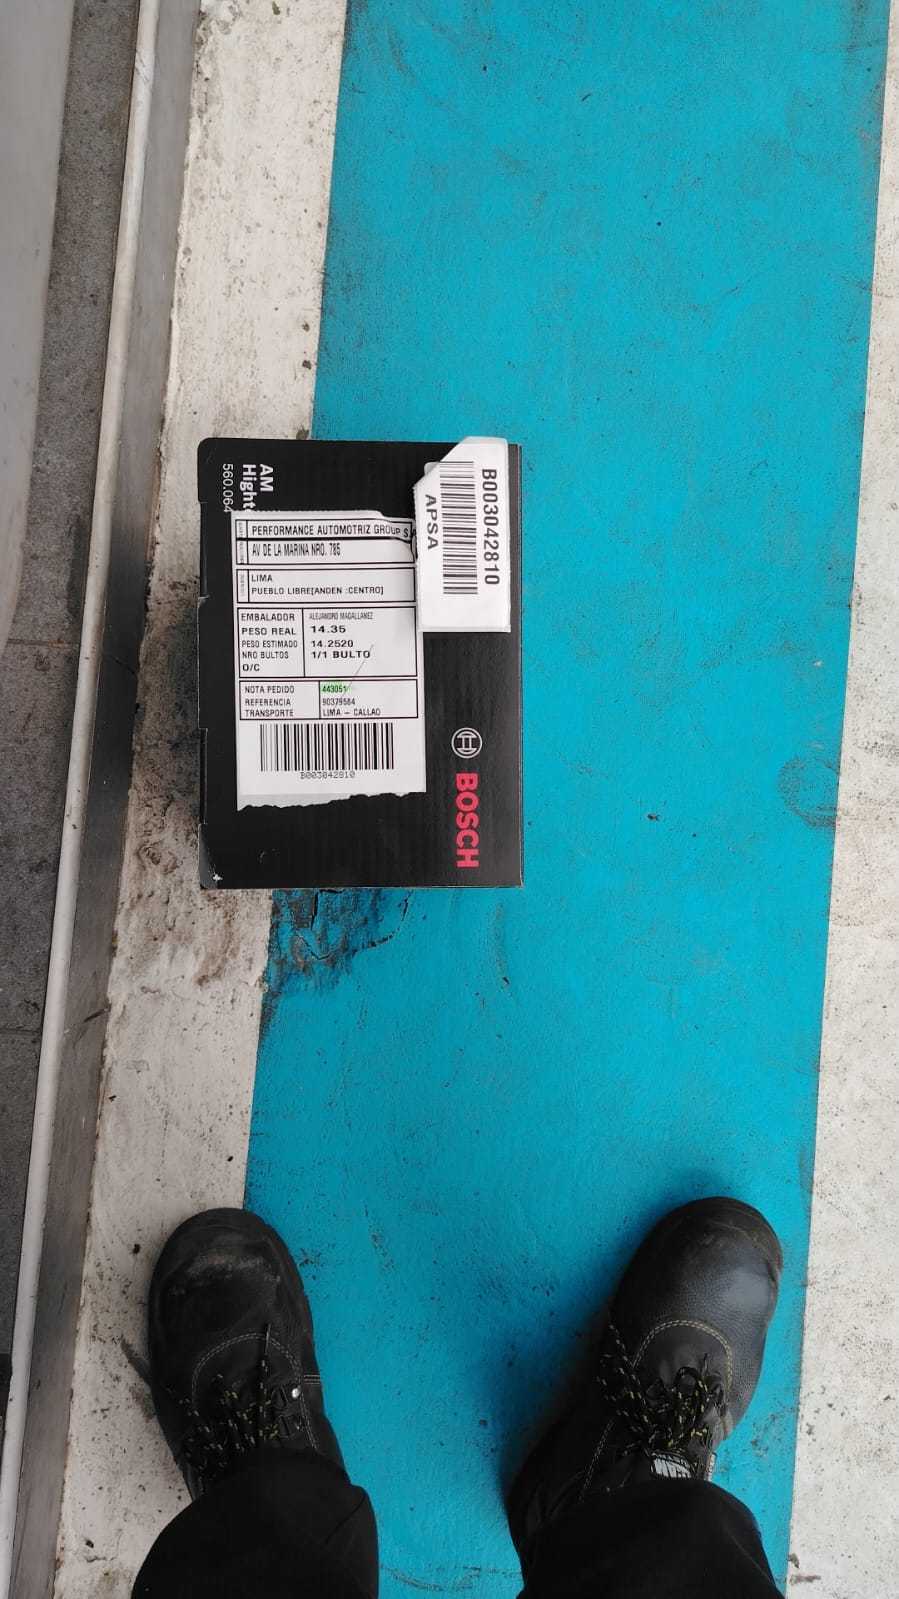 AM
Hight
560.064
PERFORMANCE AUTOMOTRIZ GROUP S.A
AV DE LA MARINA NRO. 785
LIMA
PUEBLO LIBRE[ANDEN :CENTRO]
EMBALADOR ALEJANDRO MAGALLANEZ
PESO REAL 14.35
PESO ESTIMADO 14.2520
NRO BULTOS 1/1 BULTO
O/C
NOTA PEDIDO 443051
REFERENCIA 90379584
TRANSPORTE LIMA - CALLAO
B003042810
B003042810
APSA
BOSCH